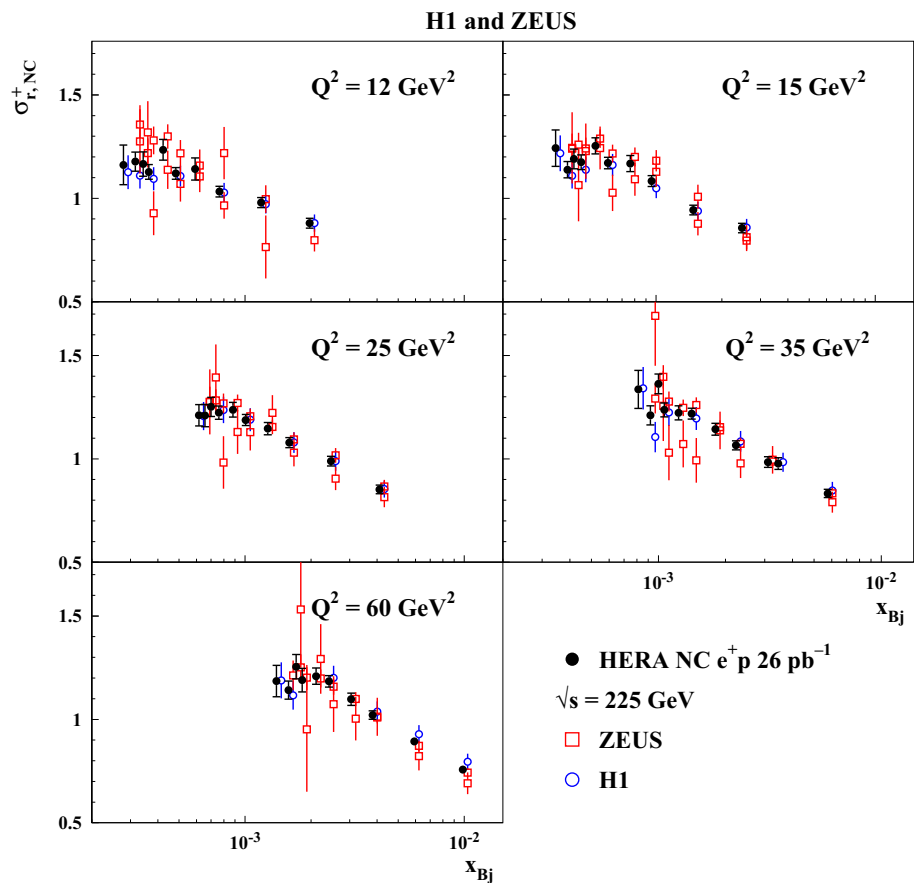 H1 and ZEUS
σ⁺r, NC
Q² = 12 GeV²
Q² = 15 GeV²
1.5
1
0.5
Q² = 25 GeV²
Q² = 35 GeV²
1.5
1
0.5
10⁻³
10⁻²
xBj
Q² = 60 GeV²
1.5
1
0.5
10⁻³
10⁻²
xBj
HERA NC e⁺p 26 pb⁻¹
√s = 225 GeV
ZEUS
H1